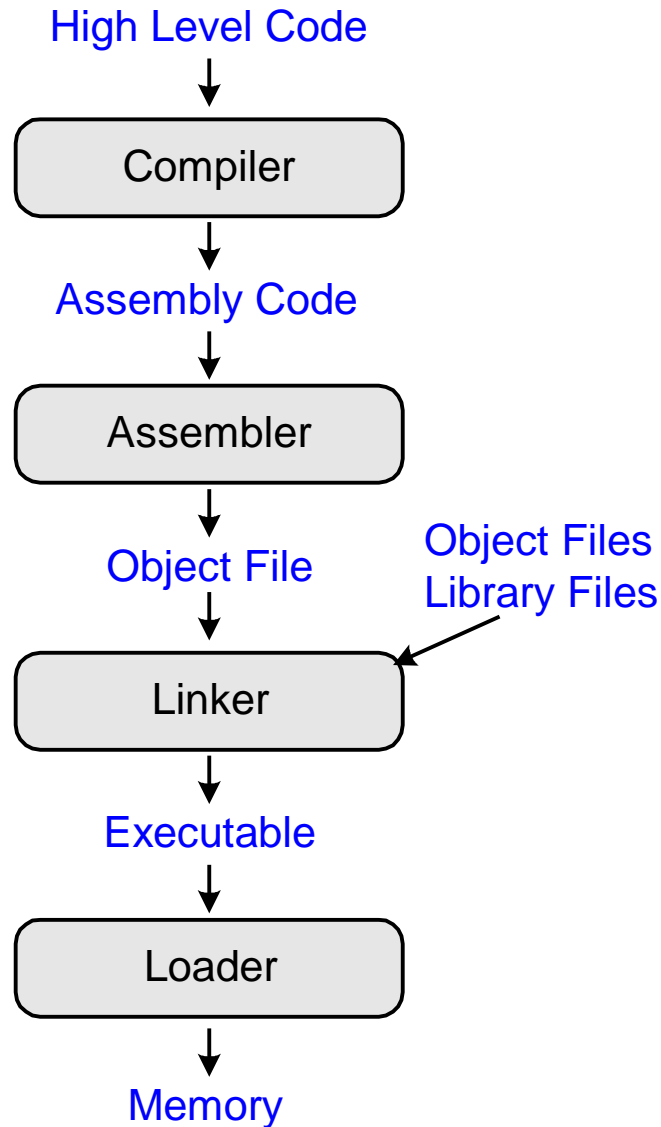 High Level Code
Compiler
Assembly Code
Assembler
Object File
Object Files
Library Files
Linker
Executable
Loader
Memory